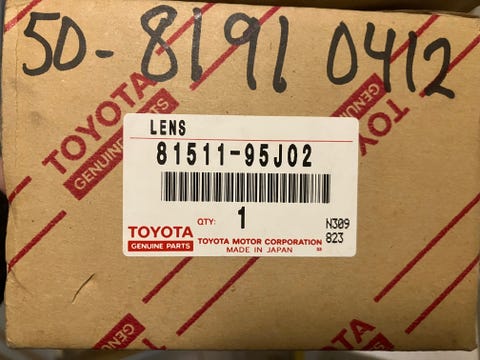 50-8191 0412
TOYOTA
GENUINE PARTS
LENS
81511-95J02
QTY: 1
N309
823
TOYOTA
GENUINE PARTS
TOYOTA MOTOR CORPORATION
MADE IN JAPAN
TOYOTA
GENUINE PARTS